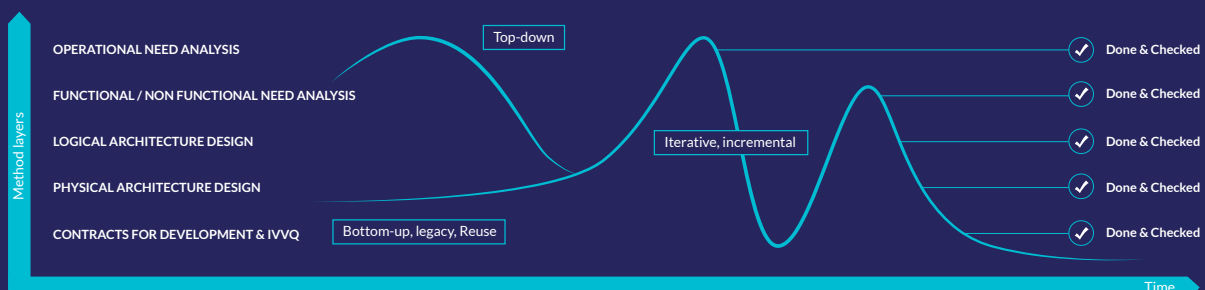 Method layers
OPERATIONAL NEED ANALYSIS
FUNCTIONAL / NON FUNCTIONAL NEED ANALYSIS
LOGICAL ARCHITECTURE DESIGN
PHYSICAL ARCHITECTURE DESIGN
CONTRACTS FOR DEVELOPMENT & IVVQ
Top-down
Bottom-up, legacy, Reuse
Iterative, incremental
Done & Checked
Done & Checked
Done & Checked
Done & Checked
Done & Checked
Time